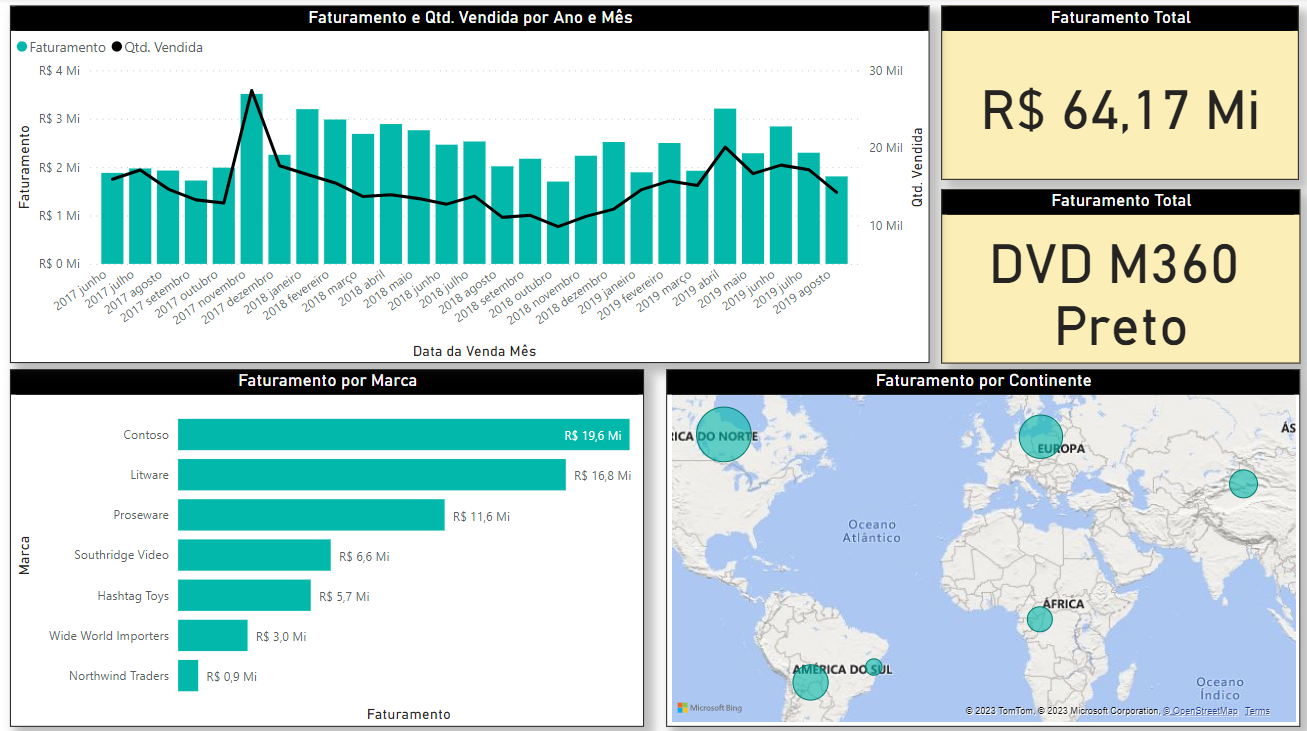 Faturamento e Qtd. Vendida por Ano e Mês
Faturamento Qtd. Vendida
Faturamento
R$ 4 Mi
R$ 3 Mi
R$ 2 Mi
R$ 1 Mi
R$ 0 Mi
30 Mil
20 Mil
10 Mil
Qtd. Vendida
2017 junho
2017 julho
2017 agosto
2017 setembro
2017 outubro
2017 novembro
2017 dezembro
2018 janeiro
2018 fevereiro
2018 março
2018 abril
2018 maio
2018 junho
2018 julho
2018 agosto
2018 setembro
2018 outubro
2018 novembro
2018 dezembro
2019 janeiro
2019 fevereiro
2019 março
2019 abril
2019 maio
2019 junho
2019 julho
2019 agosto
Data da Venda Mês
Faturamento Total
R$ 64,17 Mi
Faturamento Total
DVD M360
Preto
Faturamento por Marca
Marca
Contoso R$ 19,6 Mi
Litware R$ 16,8 Mi
Proseware R$ 11,6 Mi
Southridge Video R$ 6,6 Mi
Hashtag Toys R$ 5,7 Mi
Wide World Importers R$ 3,0 Mi
Northwind Traders R$ 0,9 Mi
Faturamento
Faturamento por Continente
RICA DO NORTE
EUROPA
ÁS
Oceano
Atlântico
ÁFRICA
AMÉRICA DO SUL
Oceano
Índico
Microsoft Bing
© 2023 TomTom, © 2023 Microsoft Corporation, © OpenStreetMap Terms